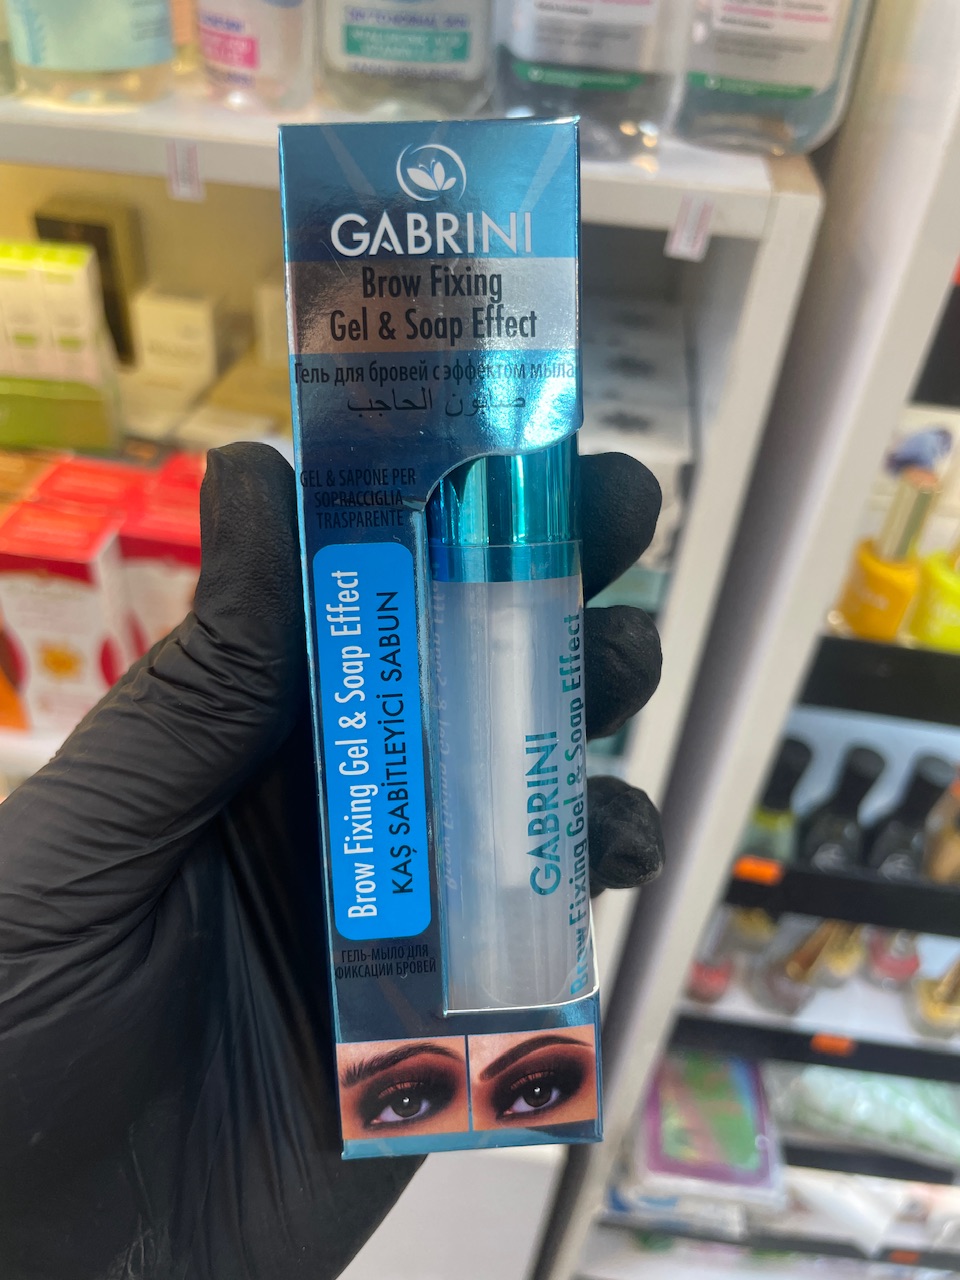 GABRINI
Brow Fixing
Gel & Soap Effect
Гель для бровей с эффектом мыла
صابون الحاجب
GEL & SAPONE PER
SOPRACCIGLIA
TRASPARENTE
Brow Fixing Gel & Soap Effect
KAŞ SABİTLEYİCİ SABUN
ГЕЛЬ-МЫЛО ДЛЯ
ФИКСАЦИИ БРОВЕЙ
GABRINI
Brow Fixing Gel & Soap Effect